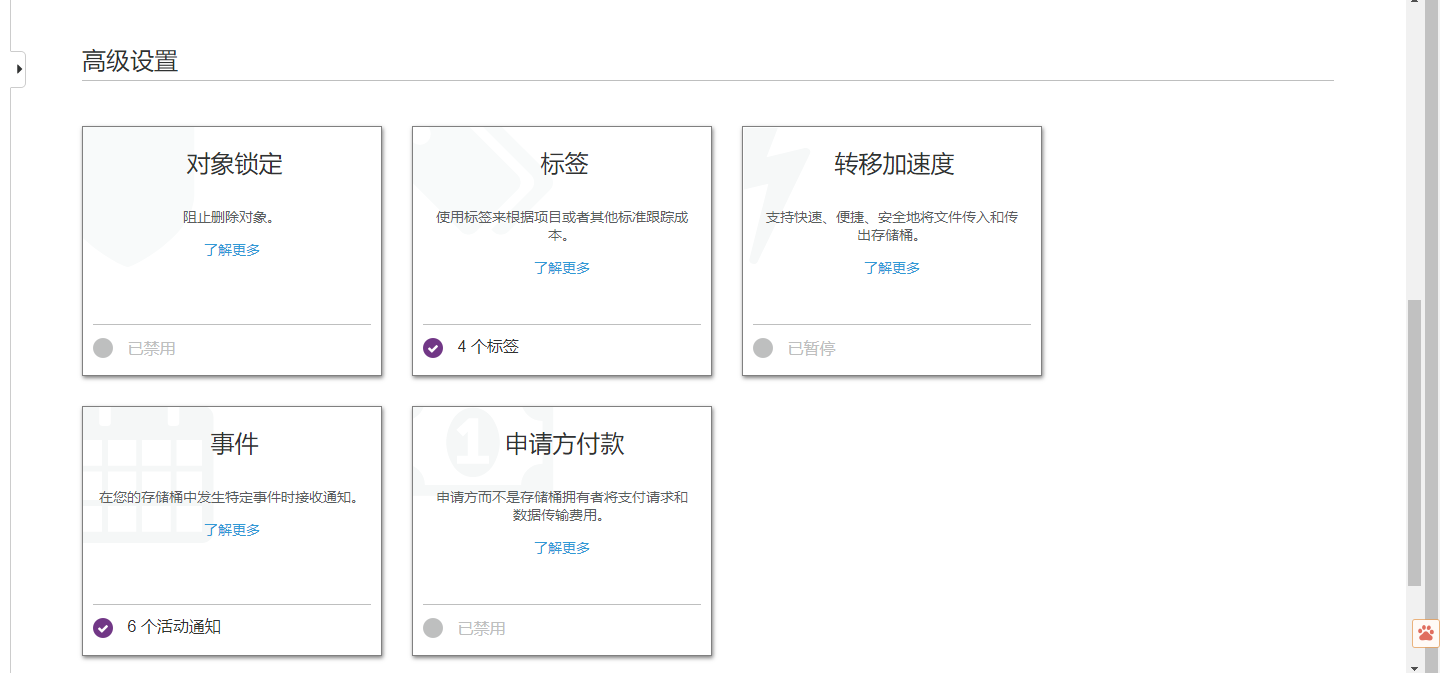 高级设置
对象锁定
阻止删除对象。
了解更多
已禁用
标签
使用标签来根据项目或者其他标准跟踪成
本。
了解更多
4 个标签
转移加速度
支持快速、便捷、安全地将文件传入和传
出存储桶。
了解更多
已暂停
事件
在您的存储桶中发生特定事件时接收通知。
了解更多
6 个活动通知
1
申请方付款
申请方而不是存储桶拥有者将支付请求和
数据传输费用。
了解更多
已禁用